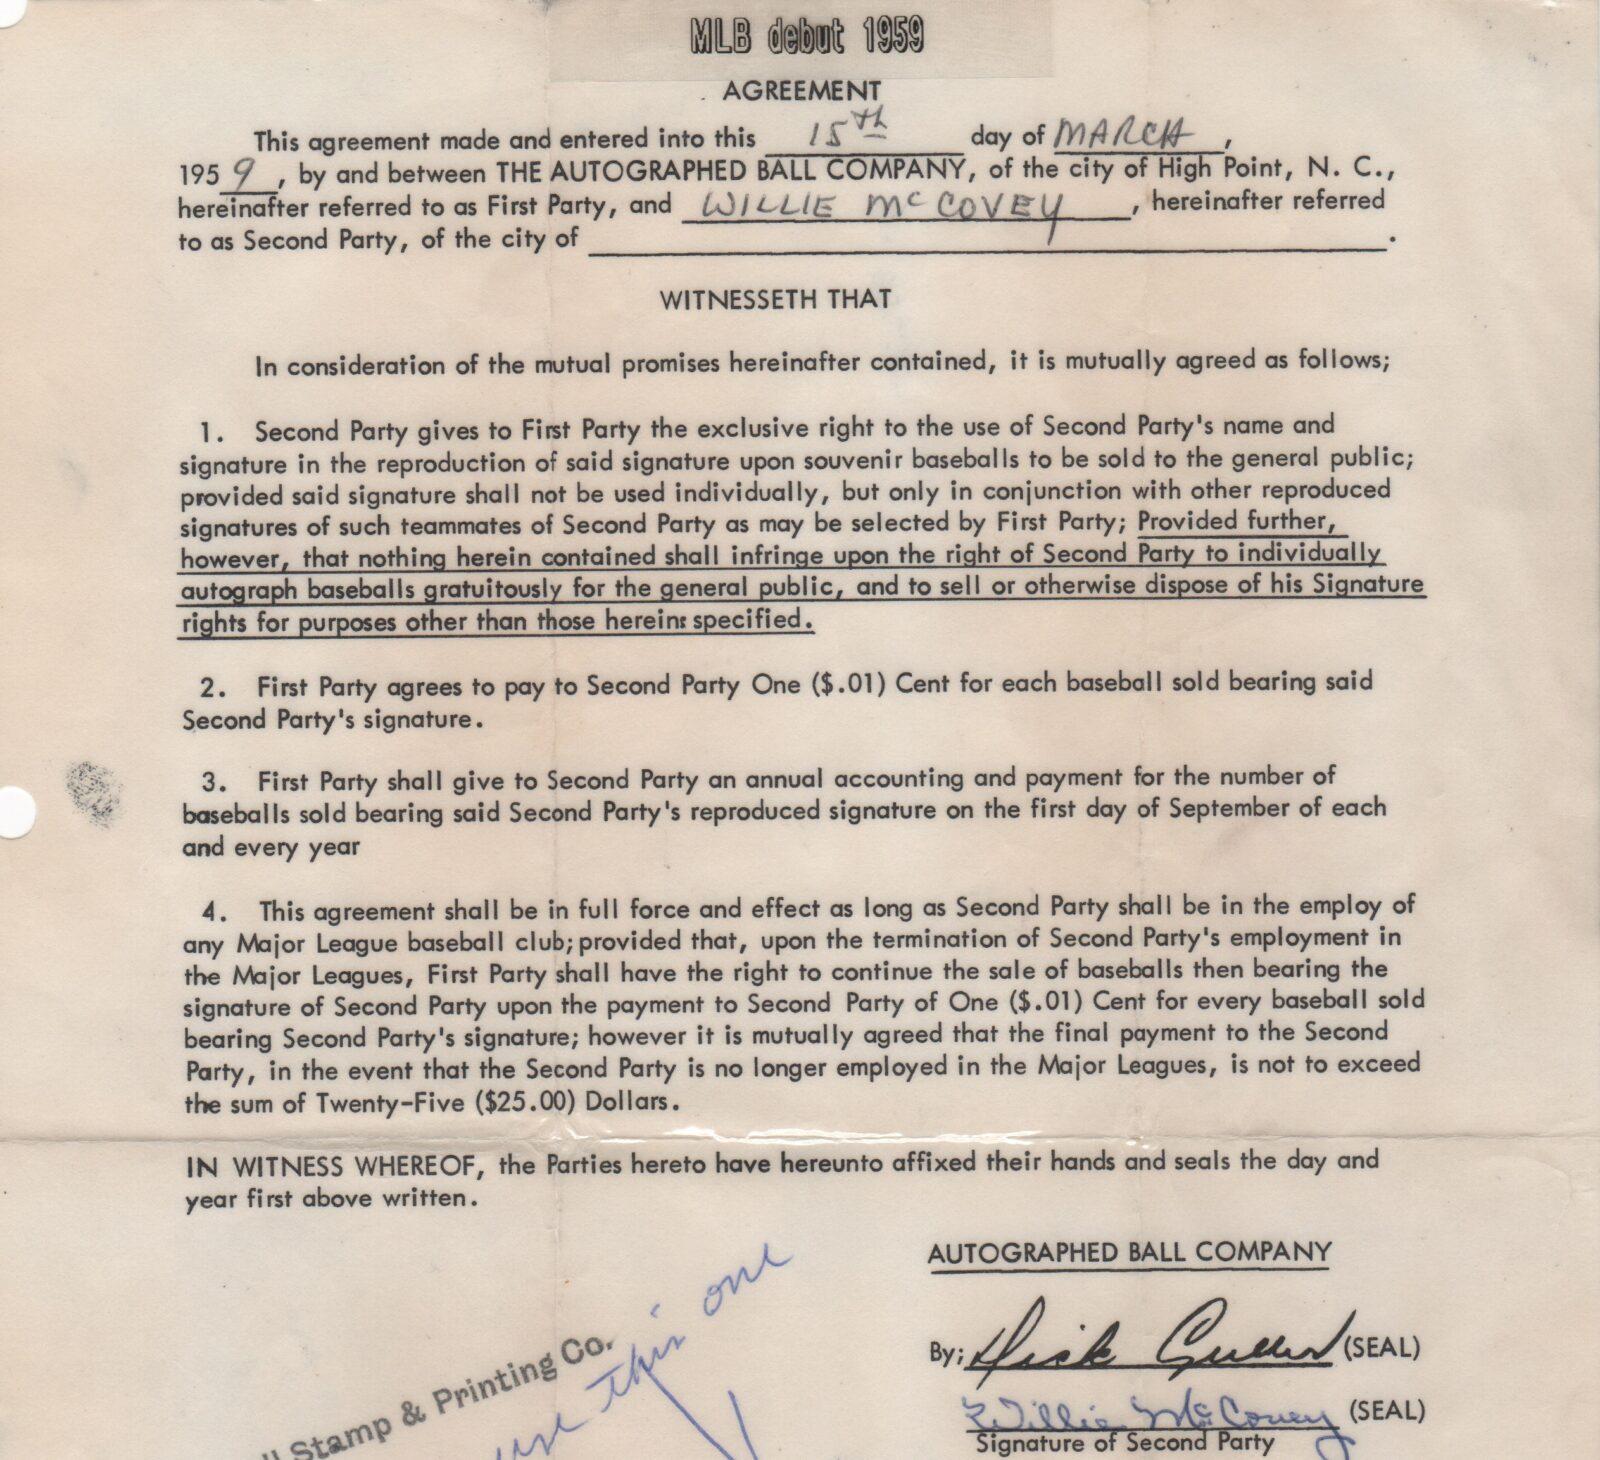 MLB debut 1959
AGREEMENT
This agreement made and entered into this 15th day of MARCH,
1959, by and between THE AUTOGRAPHED BALL COMPANY, of the city of High Point, N. C.,
hereinafter referred to as First Party, and WILLIE McCOVEY, hereinafter referred
to as Second Party, of the city of .
WITNESSETH THAT
In consideration of the mutual promises hereinafter contained, it is mutually agreed as follows;
1. Second Party gives to First Party the exclusive right to the use of Second Party's name and
signature in the reproduction of said signature upon souvenir baseballs to be sold to the general public;
provided said signature shall not be used individually, but only in conjunction with other reproduced
signatures of such teammates of Second Party as may be selected by First Party; Provided further,
however, that nothing herein contained shall infringe upon the right of Second Party to individually
autograph baseballs gratuitously for the general public, and to sell or otherwise dispose of his Signature
rights for purposes other than those herein: specified.
2. First Party agrees to pay to Second Party One ($.01) Cent for each baseball sold bearing said
Second Party's signature.
3. First Party shall give to Second Party an annual accounting and payment for the number of
baseballs sold bearing said Second Party's reproduced signature on the first day of September of each
and every year
4. This agreement shall be in full force and effect as long as Second Party shall be in the employ of
any Major League baseball club; provided that, upon the termination of Second Party's employment in
the Major Leagues, First Party shall have the right to continue the sale of baseballs then bearing the
signature of Second Party upon the payment to Second Party of One ($.01) Cent for every baseball sold
bearing Second Party's signature; however it is mutually agreed that the final payment to the Second
Party, in the event that the Second Party is no longer employed in the Major Leagues, is not to exceed
the sum of Twenty-Five ($25.00) Dollars.
IN WITNESS WHEREOF, the Parties hereto have hereunto affixed their hands and seals the day and
year first above written.
AUTOGRAPHED BALL COMPANY
By; Dick (SEAL)
Willie McCovey (SEAL)
Signature of Second Party
Stamp & Printing Co.
use this one